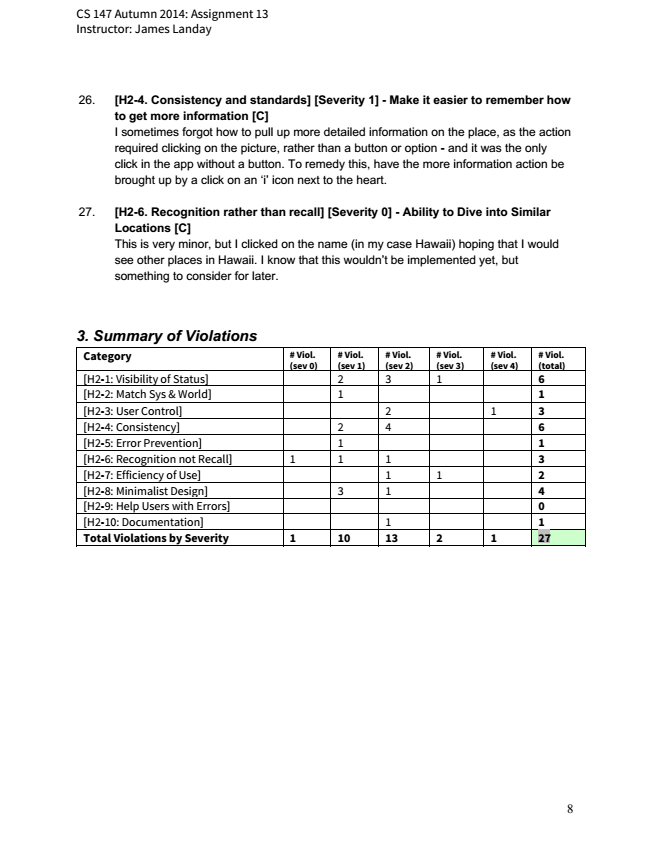 CS 147 Autumn 2014: Assignment 13
Instructor: James Landay
26. [H2-4. Consistency and standards] [Severity 1] - Make it easier to remember how
to get more information [C]
I sometimes forgot how to pull up more detailed information on the place, as the action
required clicking on the picture, rather than a button or option - and it was the only
click in the app without a button. To remedy this, have the more information action be
brought up by a click on an ‘i’ icon next to the heart.
27. [H2-6. Recognition rather than recall] [Severity 0] - Ability to Dive into Similar
Locations [C]
This is very minor, but I clicked on the name (in my case Hawaii) hoping that I would
see other places in Hawaii. I know that this wouldn’t be implemented yet, but
something to consider for later.
3. Summary of Violations
Category # Viol. (sev 0) # Viol. (sev 1) # Viol. (sev 2) # Viol. (sev 3) # Viol. (sev 4) # Viol. (total)
[H2-1: Visibility of Status] 2 3 1 6
[H2-2: Match Sys & World] 1 1
[H2-3: User Control] 2 1 3
[H2-4: Consistency] 2 4 6
[H2-5: Error Prevention] 1 1
[H2-6: Recognition not Recall] 1 1 1 3
[H2-7: Efficiency of Use] 1 1 2
[H2-8: Minimalist Design] 3 1 4
[H2-9: Help Users with Errors] 0
[H2-10: Documentation] 1 1
Total Violations by Severity 1 10 13 2 1 27
8